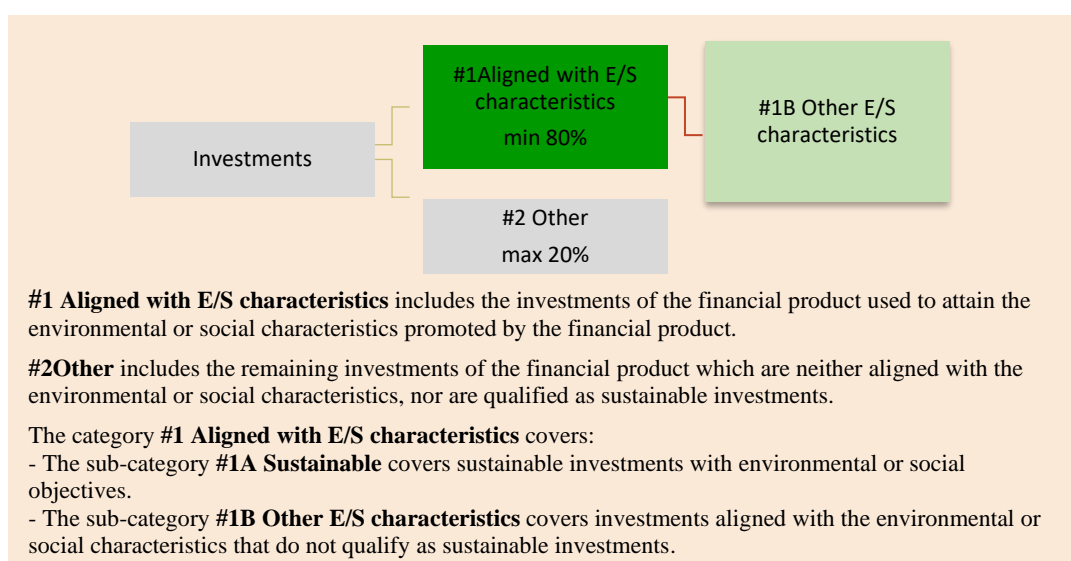 #1Aligned with E/S
characteristics
min 80%
#1B Other E/S
characteristics
Investments
#2 Other
max 20%
#1 Aligned with E/S characteristics includes the investments of the financial product used to attain the
environmental or social characteristics promoted by the financial product.
#2Other includes the remaining investments of the financial product which are neither aligned with the
environmental or social characteristics, nor are qualified as sustainable investments.
The category #1 Aligned with E/S characteristics covers:
- The sub-category #1A Sustainable covers sustainable investments with environmental or social
objectives.
- The sub-category #1B Other E/S characteristics covers investments aligned with the environmental or
social characteristics that do not qualify as sustainable investments.